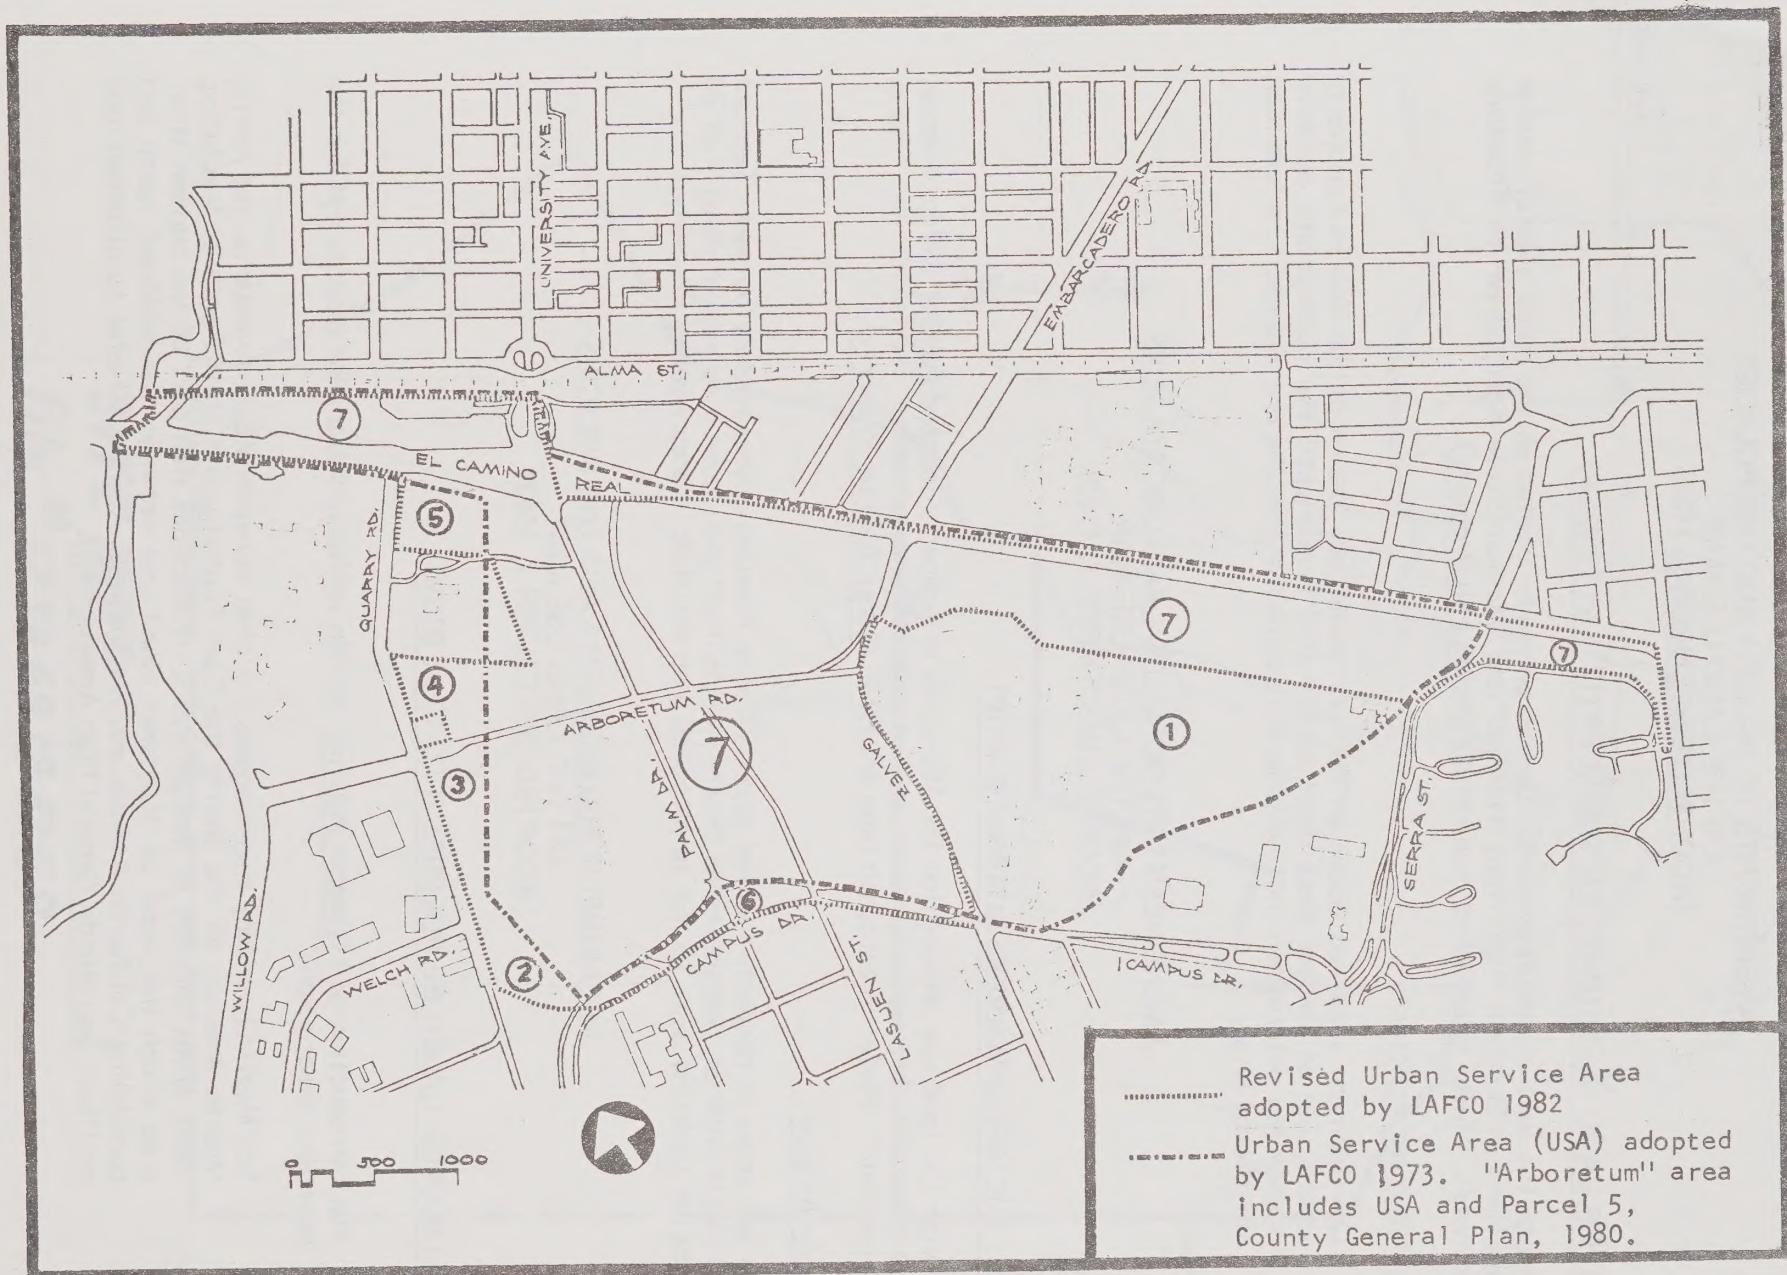 UNIVERSITY AVE.
EMBARCADERO RD.
ALMA ST.
7
EL CAMINO REAL
5
QUARRY RD.
7
7
4
ARBORETUM RD.
7
1
GALVEZ
3
PALM DR.
SERRA ST.
6
CAMPUS DR.
WILLOW RD.
WELCH RD.
2
LASUEN ST.
CAMPUS DR.
0 500 1000
Revised Urban Service Area
adopted by LAFCO 1982
Urban Service Area (USA) adopted
by LAFCO 1973. "Arboretum" area
includes USA and Parcel 5,
County General Plan, 1980.